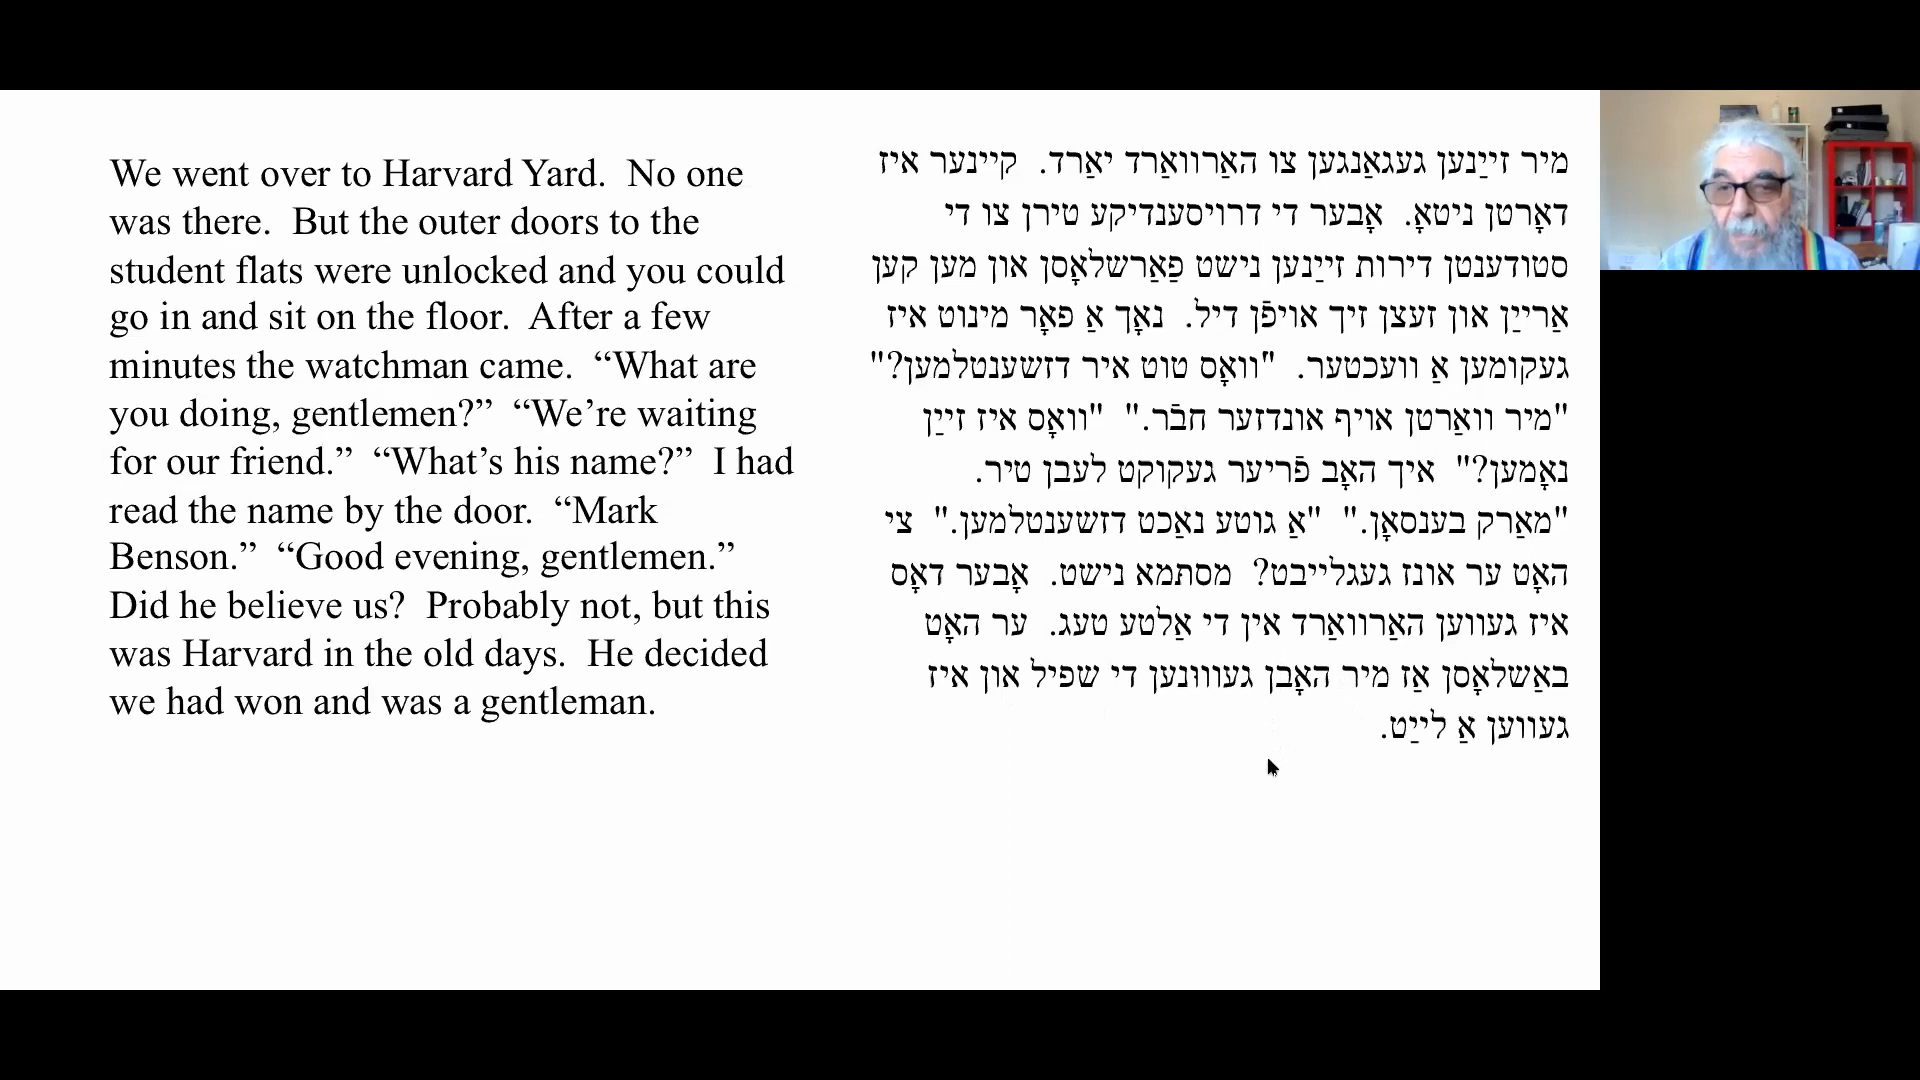 We went over to Harvard Yard.  No one
was there.  But the outer doors to the
student flats were unlocked and you could
go in and sit on the floor.  After a few
minutes the watchman came.  “What are
you doing, gentlemen?”  “We’re waiting
for our friend.”  “What’s his name?”  I had
read the name by the door.  “Mark
Benson.”  “Good evening, gentlemen.”
Did he believe us?  Probably not, but this
was Harvard in the old days.  He decided
we had won and was a gentleman.
מיר זײַנען געגאַנגען צו האַרוואַרד יאַרד.  קיינער איז
דאָרטן ניטאָ.  אָבער די דרויסענדיקע טירן צו די
סטודענטן דירות זײַנען נישט פֿאַרשלאָסן און מען קען
אַרײַן און זעצן זיך אויפֿן דיל.  נאָך אַ פּאָר מינוט איז
געקומען אַ וועכטער.  "וואָס טוט איר דזשענטלמען?"
"מיר וואַרטן אויף אונדזער חבֿר."  "וואָס איז זײַן
נאָמען?"  איך האָב פֿריער געקוקט לעבן טיר.
"מאַרק בענסאָן."  "אַ גוטע נאַכט דזשענטלמען."  צי
האָט ער אונז געגלייבט?  מסתמא נישט.  אָבער דאָס
איז געווען האַרוואַרד אין די אַלטע טעג.  ער האָט
באַשלאָסן אַז מיר האָבן געוווּנען די שפּיל און איז
געווען אַ לײַט.